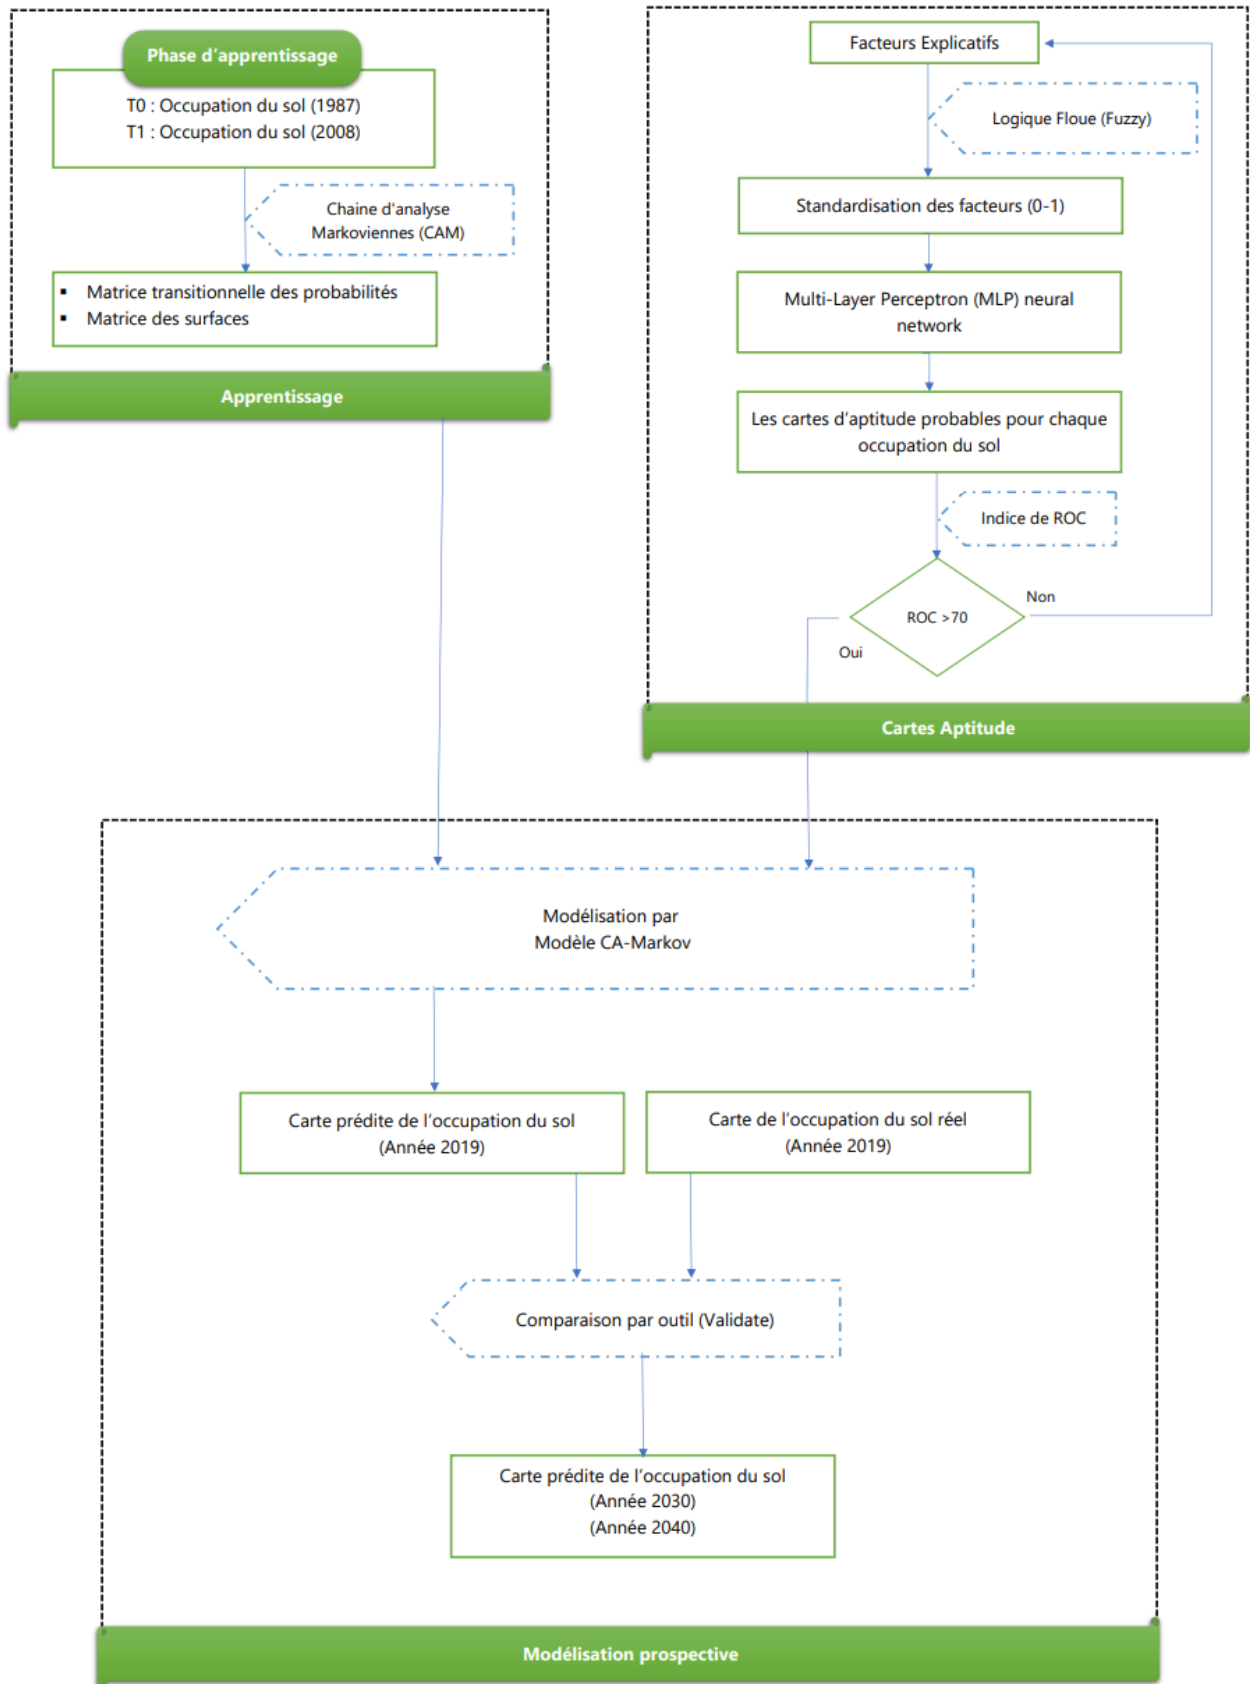 Phase d'apprentissage
T0 : Occupation du sol (1987)
T1 : Occupation du sol (2008)
Chaine d'analyse
Markoviennes (CAM)
▪ Matrice transitionnelle des probabilités
▪ Matrice des surfaces
Apprentissage
Facteurs Explicatifs
Logique Floue (Fuzzy)
Standardisation des facteurs (0-1)
Multi-Layer Perceptron (MLP) neural
network
Les cartes d'aptitude probables pour chaque
occupation du sol
Indice de ROC
ROC >70
Non
Oui
Cartes Aptitude
Modélisation par
Modèle CA-Markov
Carte prédite de l'occupation du sol
(Année 2019)
Carte de l'occupation du sol réel
(Année 2019)
Comparaison par outil (Validate)
Carte prédite de l'occupation du sol
(Année 2030)
(Année 2040)
Modélisation prospective